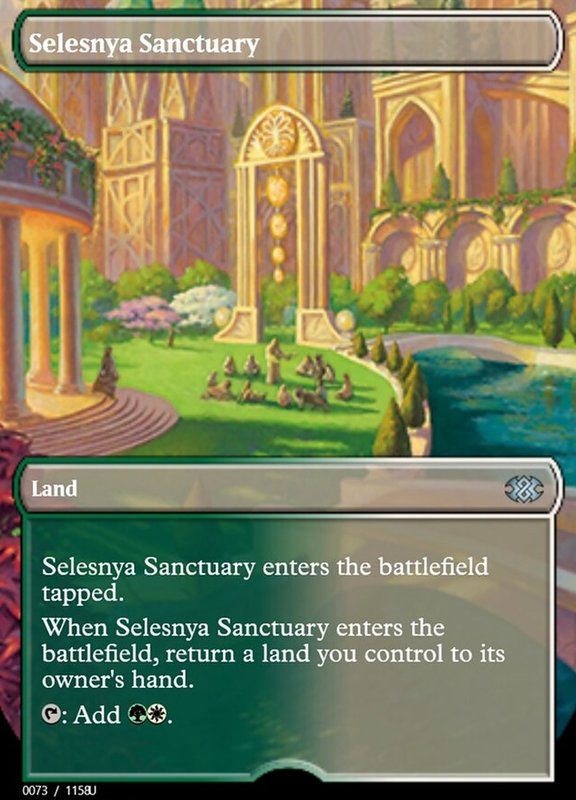 Selesnya Sanctuary
Land
Selesnya Sanctuary enters the battlefield
tapped.
When Selesnya Sanctuary enters the
battlefield, return a land you control to its
owner's hand.
: Add .
0073 / 1158U